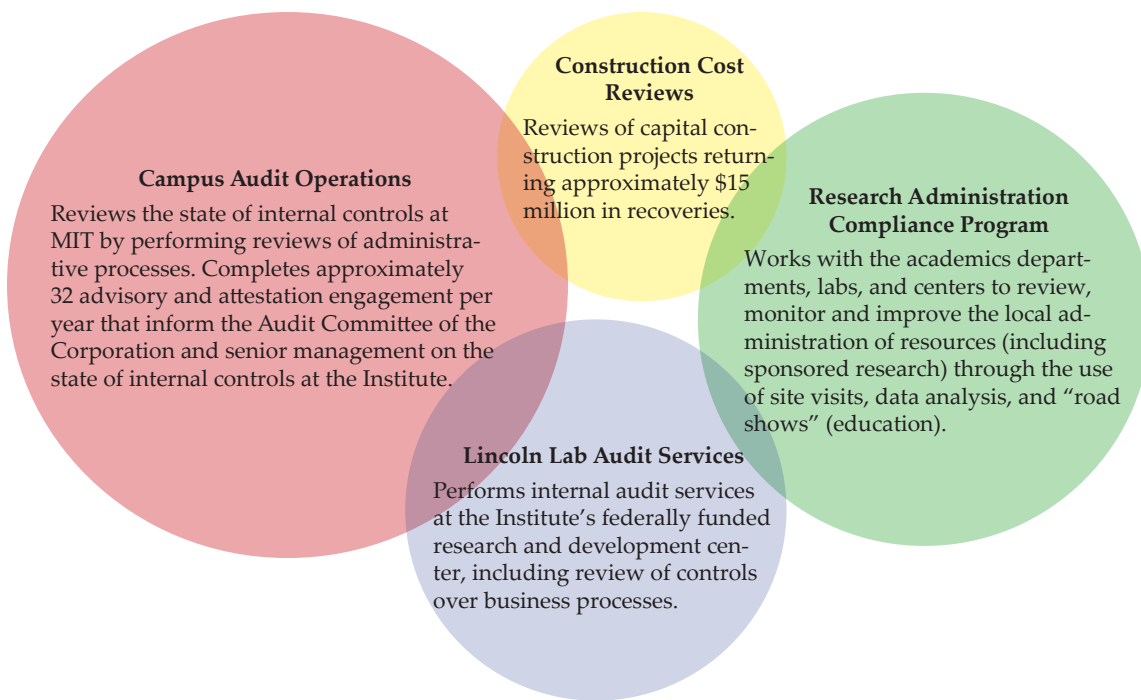 Construction Cost
Reviews
Reviews of capital con-
struction projects return-
ing approximately $15
million in recoveries.
Campus Audit Operations
Reviews the state of internal controls at
MIT by performing reviews of administra-
tive processes. Completes approximately
32 advisory and attestation engagement per
year that inform the Audit Committee of the
Corporation and senior management on the
state of internal controls at the Institute.
Research Administration
Compliance Program
Works with the academics depart-
ments, labs, and centers to review,
monitor and improve the local ad-
ministration of resources (including
sponsored research) through the use
of site visits, data analysis, and “road
shows” (education).
Lincoln Lab Audit Services
Performs internal audit services
at the Institute’s federally funded
research and development cen-
ter, including review of controls
over business processes.